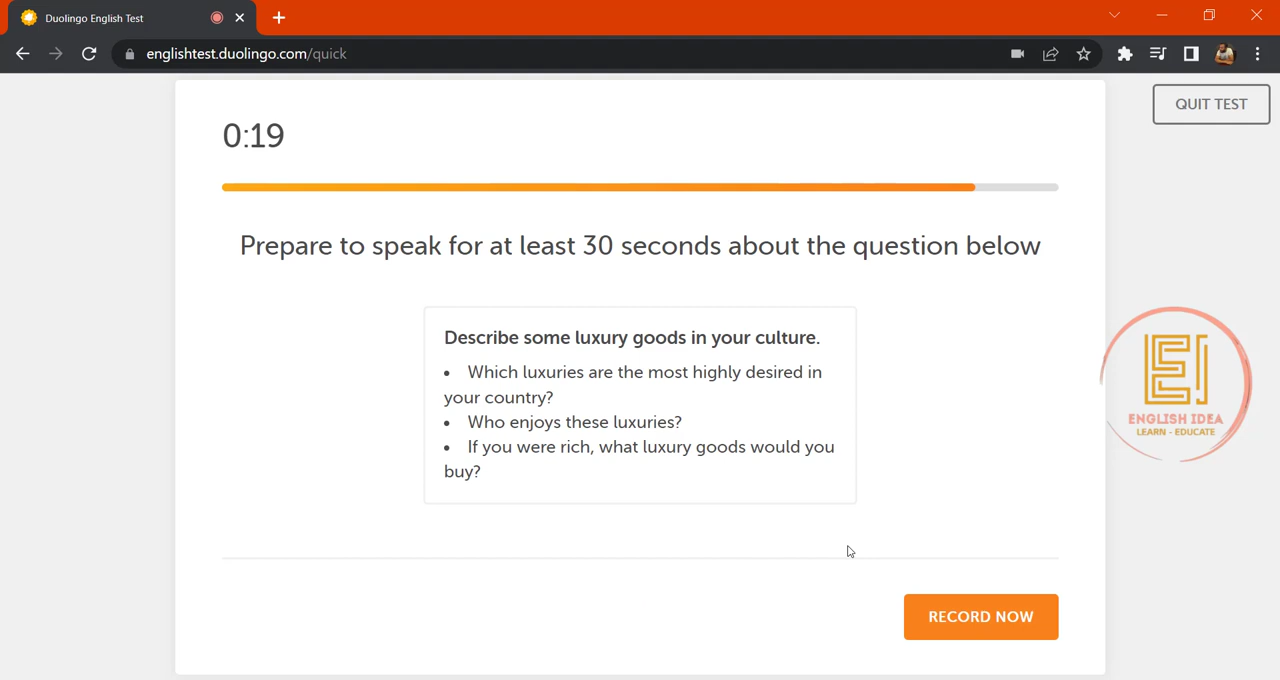 Duolingo English Test
englishtest.duolingo.com/quick
QUIT TEST
0:19
Prepare to speak for at least 30 seconds about the question below
Describe some luxury goods in your culture.
• Which luxuries are the most highly desired in
your country?
• Who enjoys these luxuries?
• If you were rich, what luxury goods would you
buy?
EI
ENGLISH IDEA
LEARN - EDUCATE
RECORD NOW